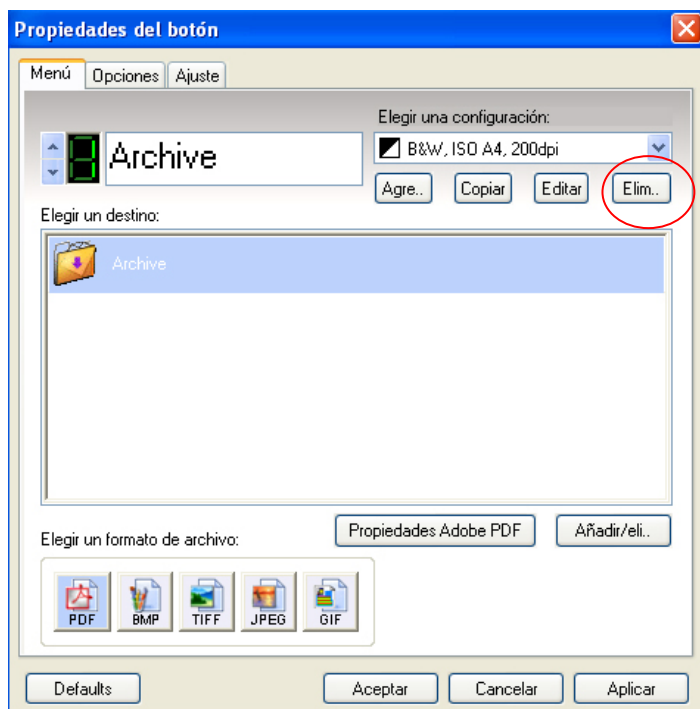 Propiedades del botón
Menú Opciones Ajuste
Elegir una configuración:
Archive
B&W, ISO A4, 200dpi
Agre.. Copiar Editar Elim..
Elegir un destino:
Archive
Propiedades Adobe PDF Añadir/eli..
Elegir un formato de archivo:
PDF BMP TIFF JPEG GIF
Defaults Aceptar Cancelar Aplicar